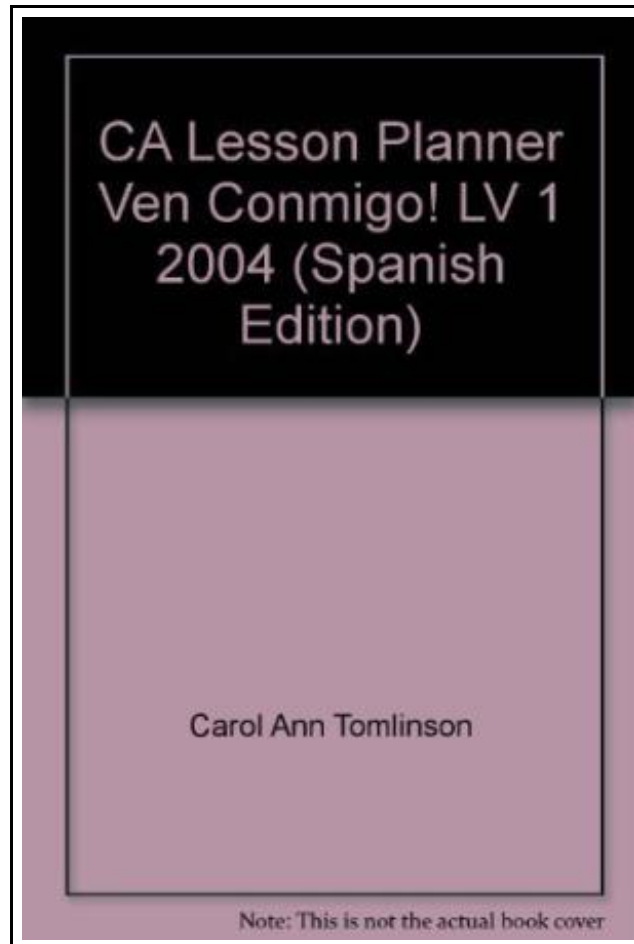 CA Lesson Planner
Ven Conmigo! LV 1
2004 (Spanish
Edition)
Carol Ann Tomlinson
Note: This is not the actual book cover